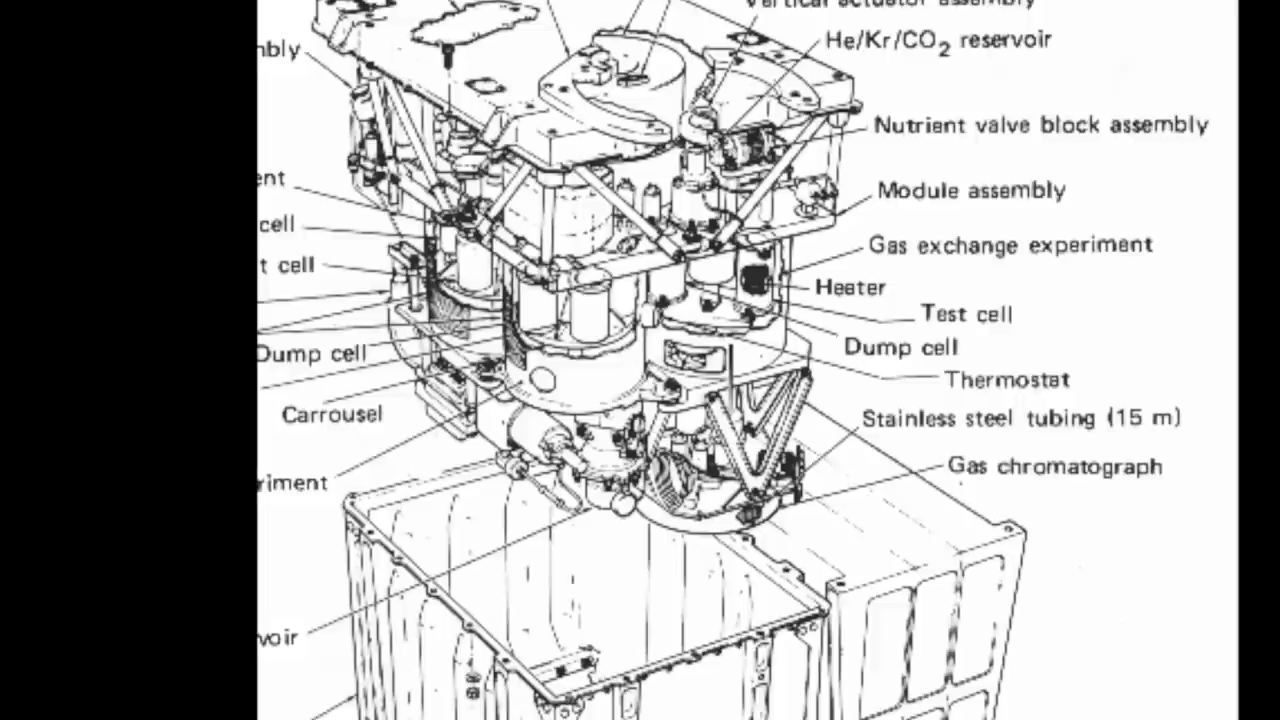 Vertical actuator assembly
He/Kr/CO2 reservoir
Nutrient valve block assembly
Module assembly
Gas exchange experiment
Heater
Test cell
Dump cell
Thermostat
Stainless steel tubing (15 m)
Gas chromatograph
cell
t cell
Dump cell
Carrousel